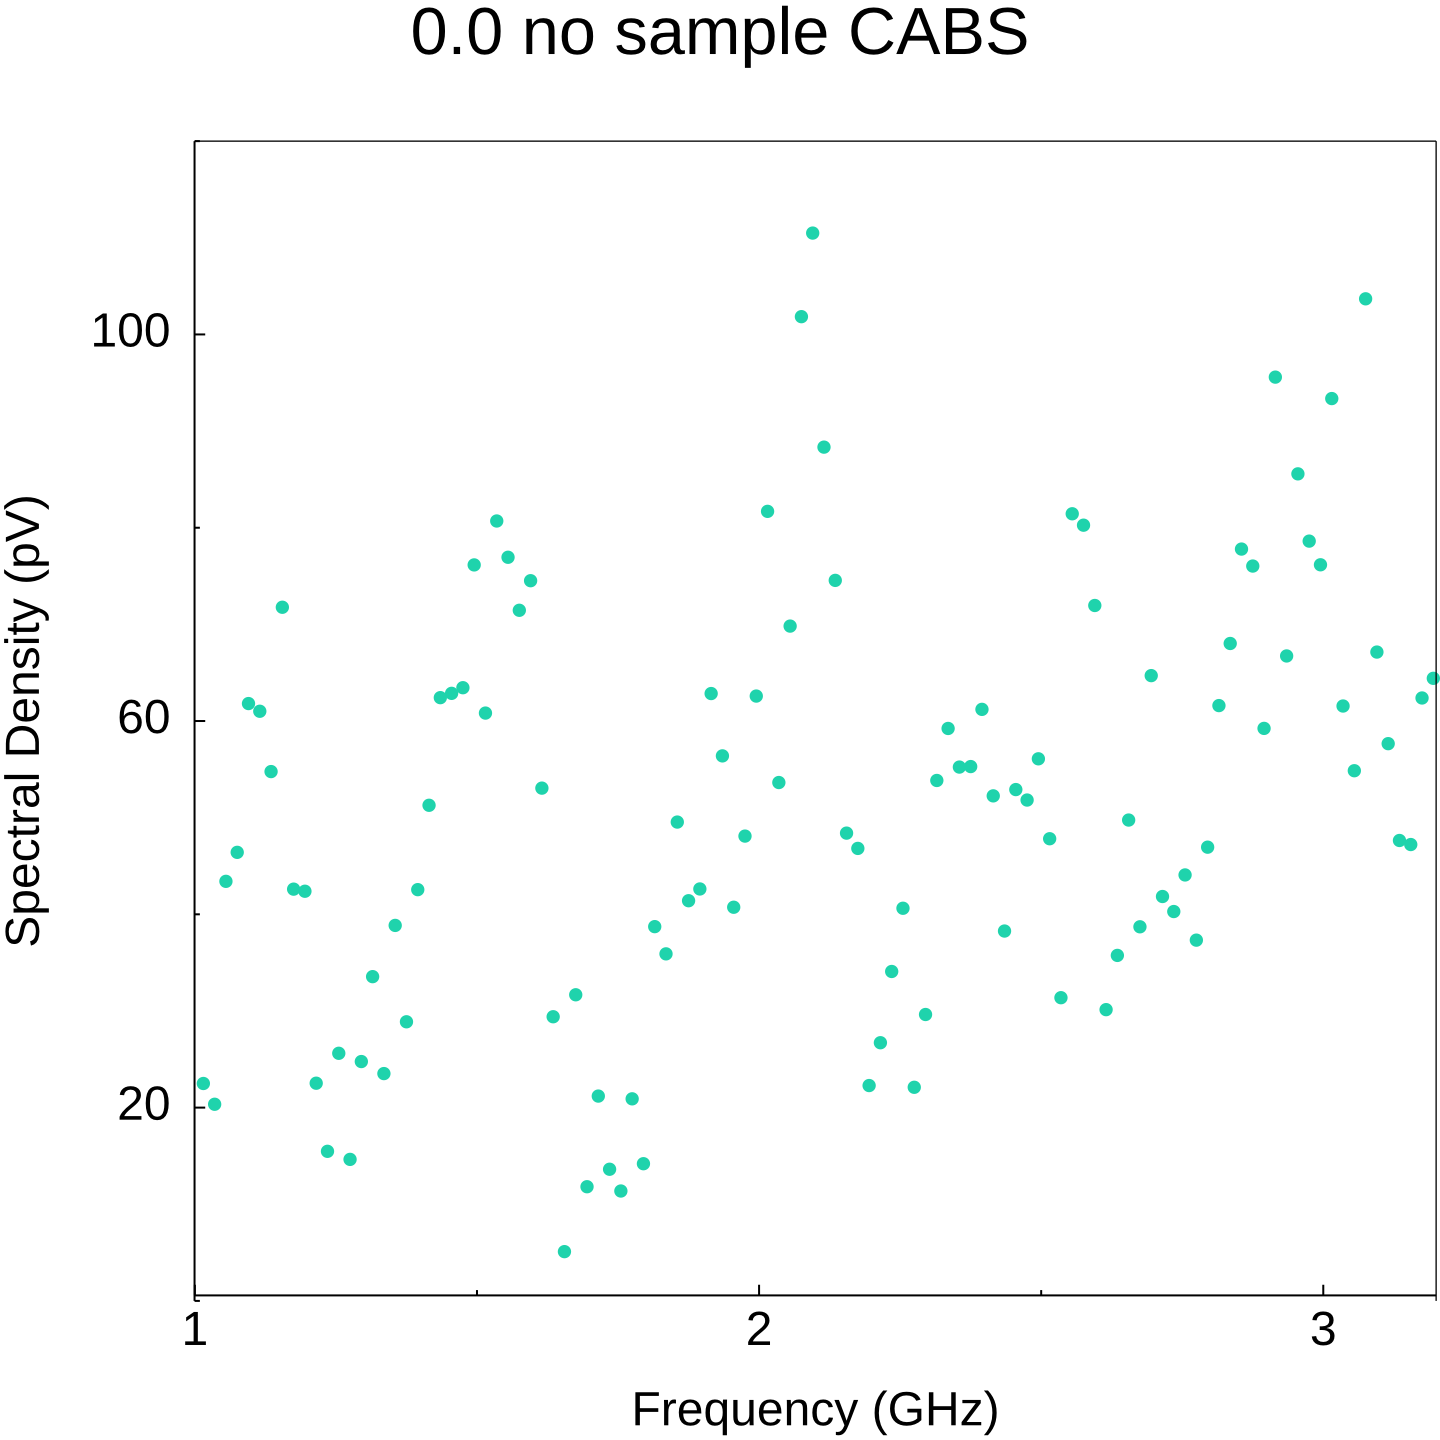 0.0 no sample CABS
100
60
20
Spectral Density (pV)
1 2 3
Frequency (GHz)